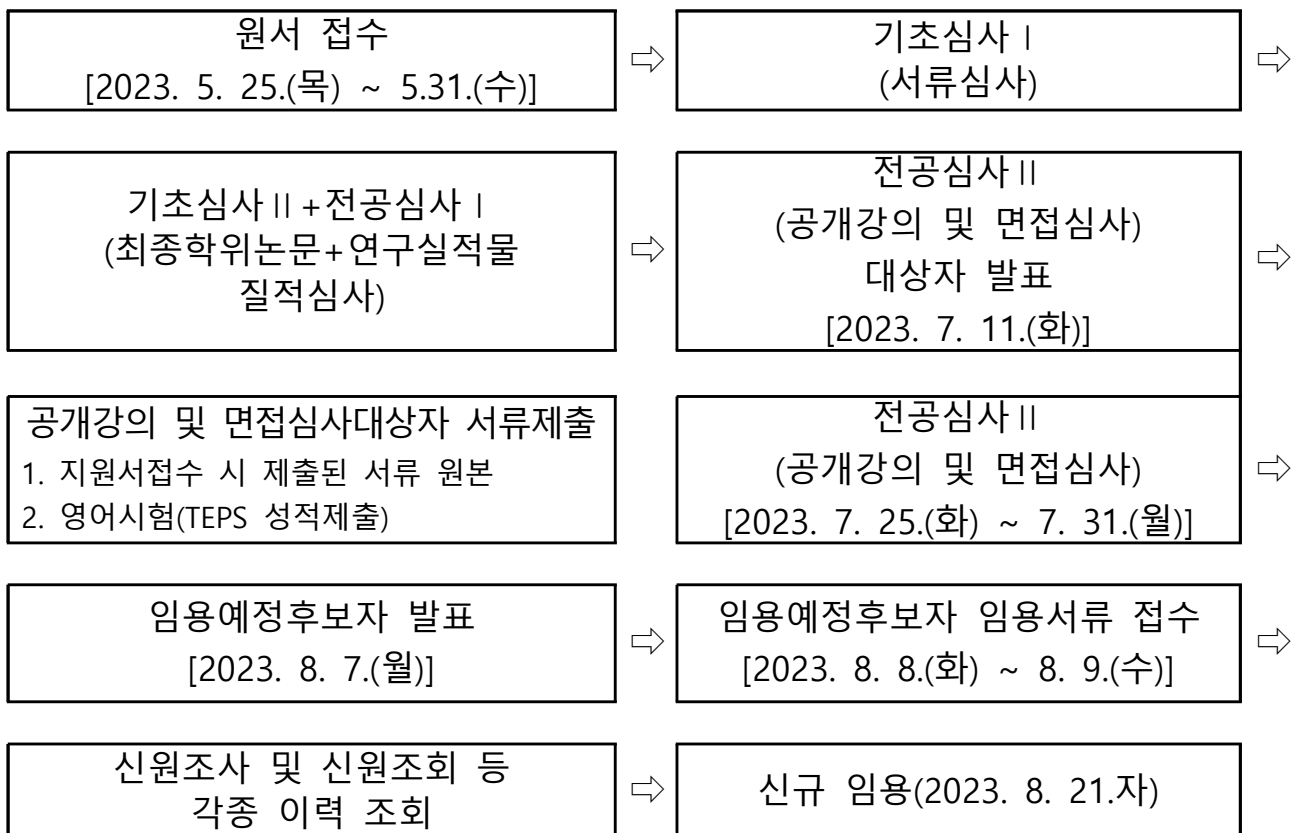 원서 접수
[2023. 5. 25.(목) ~ 5.31.(수)]
⇨
기초심사Ⅰ
(서류심사)
⇨
기초심사Ⅱ+전공심사Ⅰ
(최종학위논문+연구실적물
질적심사)
⇨
전공심사Ⅱ
(공개강의 및 면접심사)
대상자 발표
[2023. 7. 11.(화)]
⇨
공개강의 및 면접심사대상자 서류제출
1. 지원서접수 시 제출된 서류 원본
2. 영어시험(TEPS 성적제출)
전공심사Ⅱ
(공개강의 및 면접심사)
[2023. 7. 25.(화) ~ 7. 31.(월)]
⇨
임용예정후보자 발표
[2023. 8. 7.(월)]
⇨
임용예정후보자 임용서류 접수
[2023. 8. 8.(화) ~ 8. 9.(수)]
⇨
신원조사 및 신원조회 등
각종 이력 조회
⇨
신규 임용(2023. 8. 21.자)